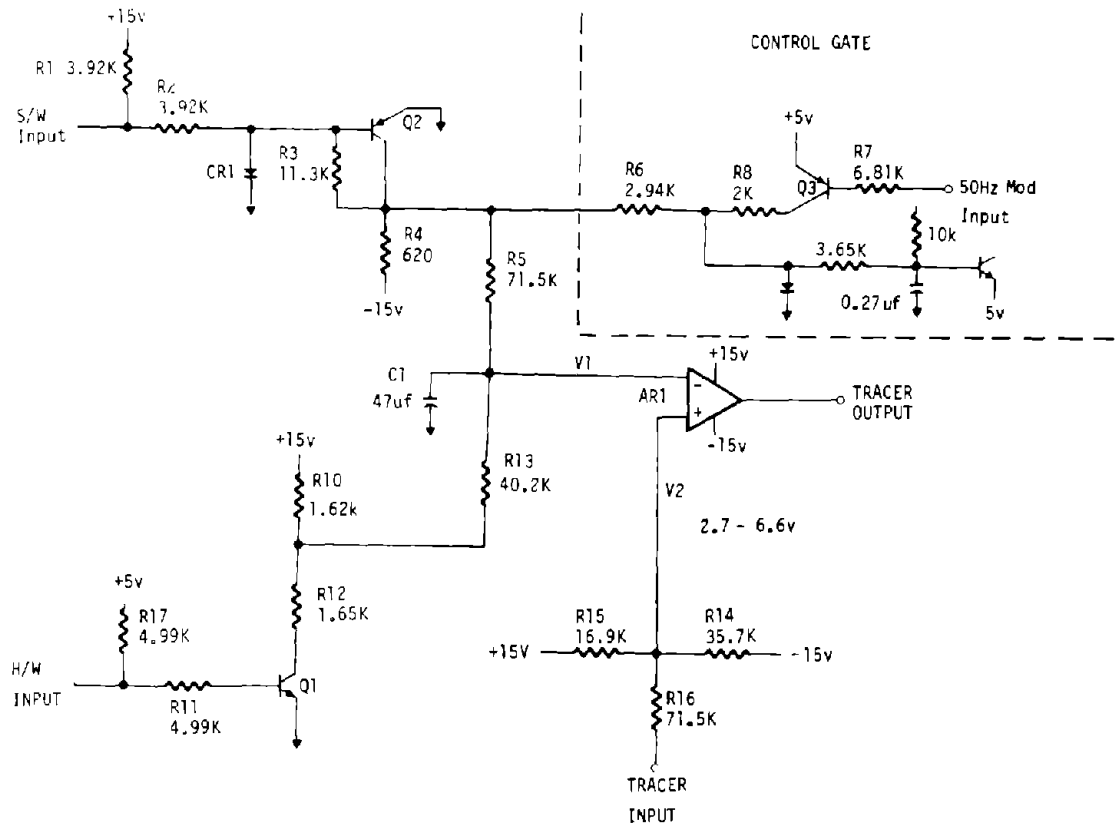 +15v
CONTROL GATE
R1 3.92K
R2
3.92K
S/W
Input
Q2
+5v
R7
6.81K
CR1
R3
11.3K
R6
2.94K
R8
2K
Q3
50Hz Mod
Input
10k
R4
620
3.65K
R5
71.5K
0.27uf
5v
-15v
C1
47uf
V1
+15v
AR1
-
+
TRACER
OUTPUT
-15v
+15v
R13
40.2K
R10
1.62k
V2
2.7 - 6.6v
+5v
R12
1.65K
R17
4.99K
R15
16.9K
R14
35.7K
+15V
-15v
H/W
INPUT
Q1
R11
4.99K
R16
71.5K
TRACER
INPUT